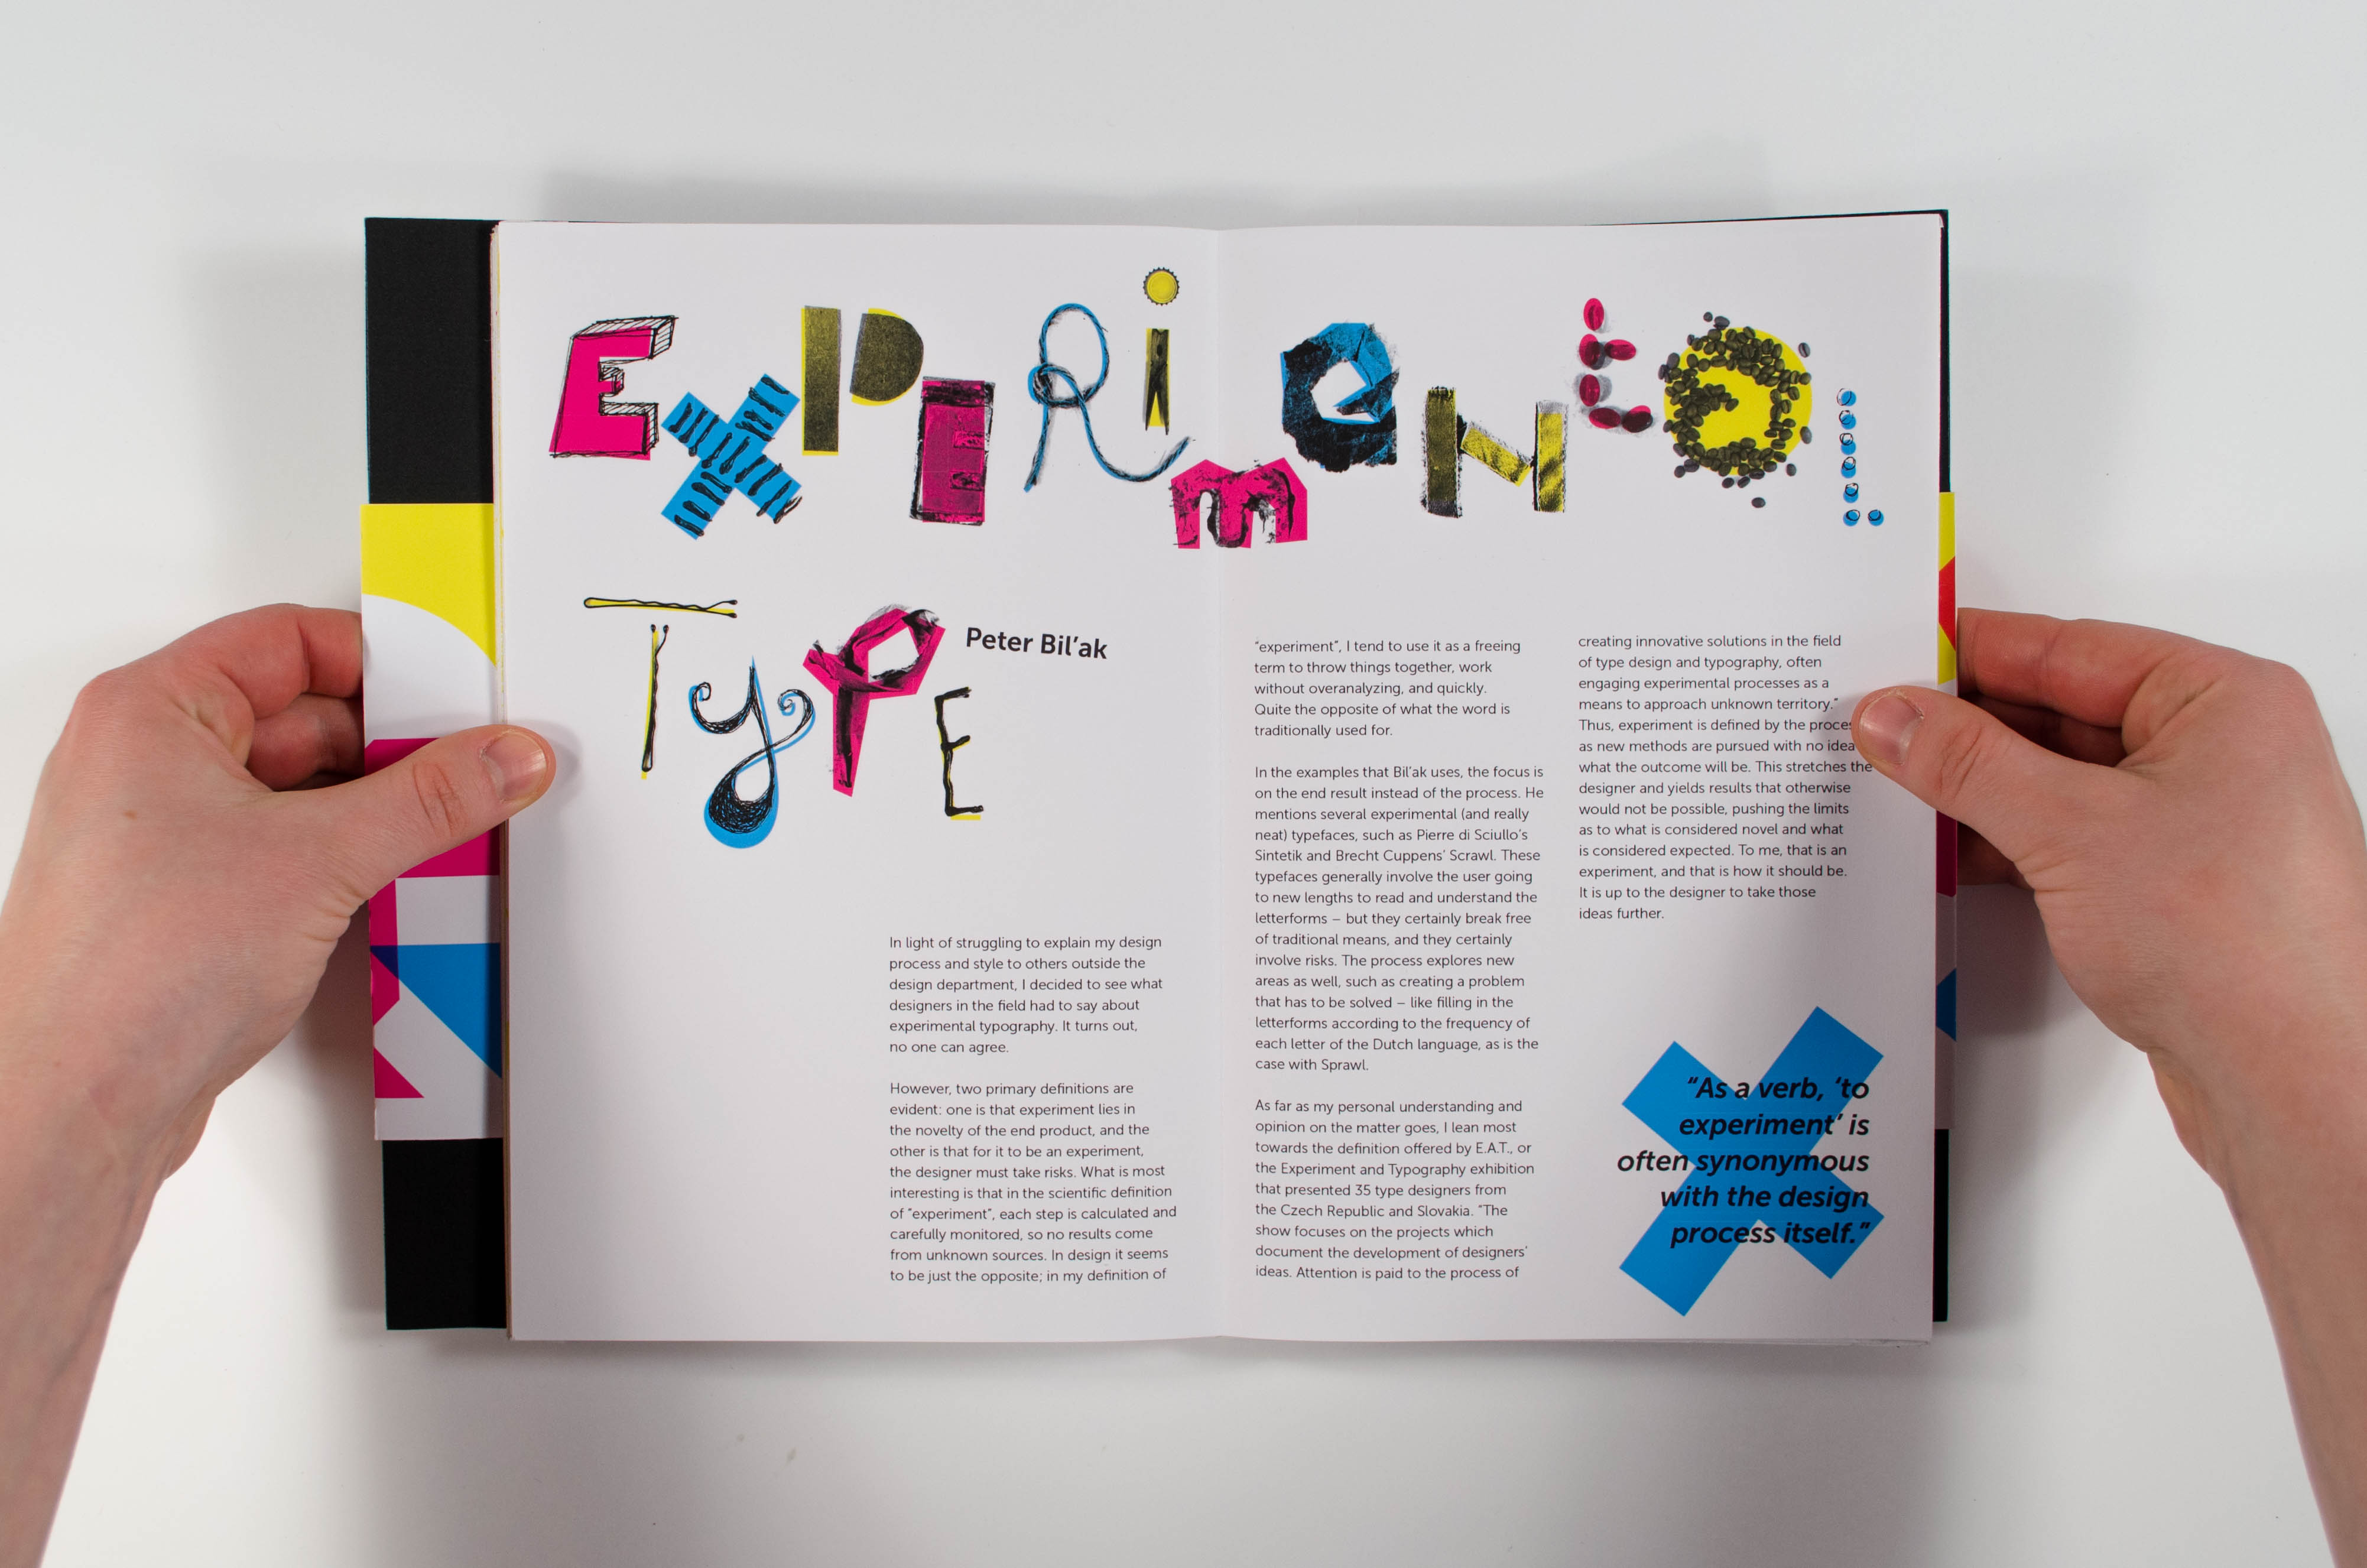 ExPERimeNtaL
TyPE
Peter Bil’ak
In light of struggling to explain my design
process and style to others outside the
design department, I decided to see what
designers in the field had to say about
experimental typography. It turns out,
no one can agree.
However, two primary definitions are
evident: one is that experiment lies in
the novelty of the end product, and the
other is that for it to be an experiment,
the designer must take risks. What is most
interesting is that in the scientific definition
of “experiment”, each step is calculated and
carefully monitored, so no results come
from unknown sources. In design it seems
to be just the opposite; in my definition of
“experiment”, I tend to use it as a freeing
term to throw things together, work
without overanalyzing, and quickly.
Quite the opposite of what the word is
traditionally used for.
In the examples that Bil’ak uses, the focus is
on the end result instead of the process. He
mentions several experimental (and really
neat) typefaces, such as Pierre di Sciullo’s
Sintetik and Brecht Cuppens’ Scrawl. These
typefaces generally involve the user going
to new lengths to read and understand the
letterforms – but they certainly break free
of traditional means, and they certainly
involve risks. The process explores new
areas as well, such as creating a problem
that has to be solved – like filling in the
letterforms according to the frequency of
each letter of the Dutch language, as is the
case with Sprawl.
As far as my personal understanding and
opinion on the matter goes, I lean most
towards the definition offered by E.A.T., or
the Experiment and Typography exhibition
that presented 35 type designers from
the Czech Republic and Slovakia. “The
show focuses on the projects which
document the development of designers’
ideas. Attention is paid to the process of
creating innovative solutions in the field
of type design and typography, often
engaging experimental processes as a
means to approach unknown territory.”
Thus, experiment is defined by the proces
as new methods are pursued with no idea
what the outcome will be. This stretches the
designer and yields results that otherwise
would not be possible, pushing the limits
as to what is considered novel and what
is considered expected. To me, that is an
experiment, and that is how it should be.
It is up to the designer to take those
ideas further.
“As a verb, ‘to
experiment’ is
often synonymous
with the design
process itself.”